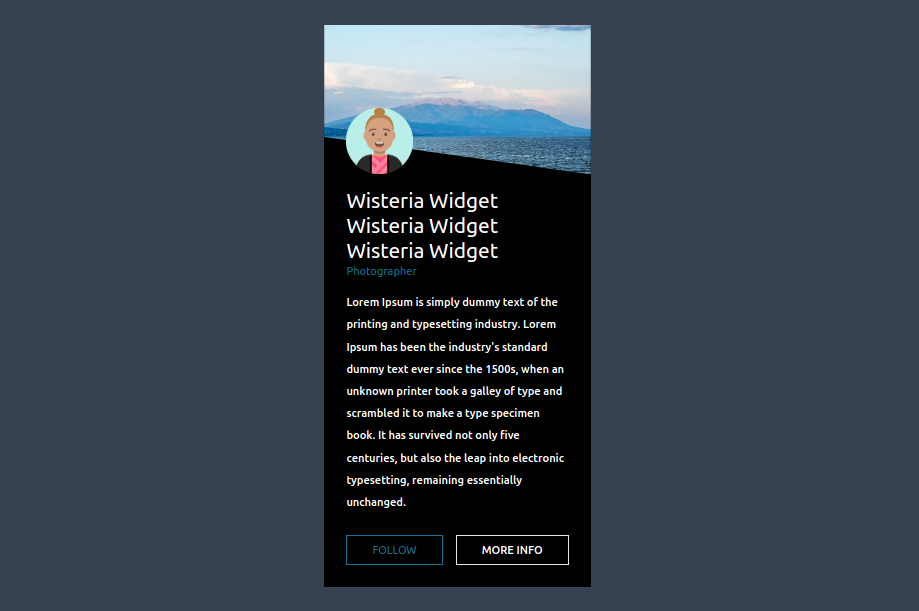 Wisteria Widget
Wisteria Widget
Wisteria Widget
Photographer
Lorem Ipsum is simply dummy text of the
printing and typesetting industry. Lorem
Ipsum has been the industry's standard
dummy text ever since the 1500s, when an
unknown printer took a galley of type and
scrambled it to make a type specimen
book. It has survived not only five
centuries, but also the leap into electronic
typesetting, remaining essentially
unchanged.
FOLLOW MORE INFO